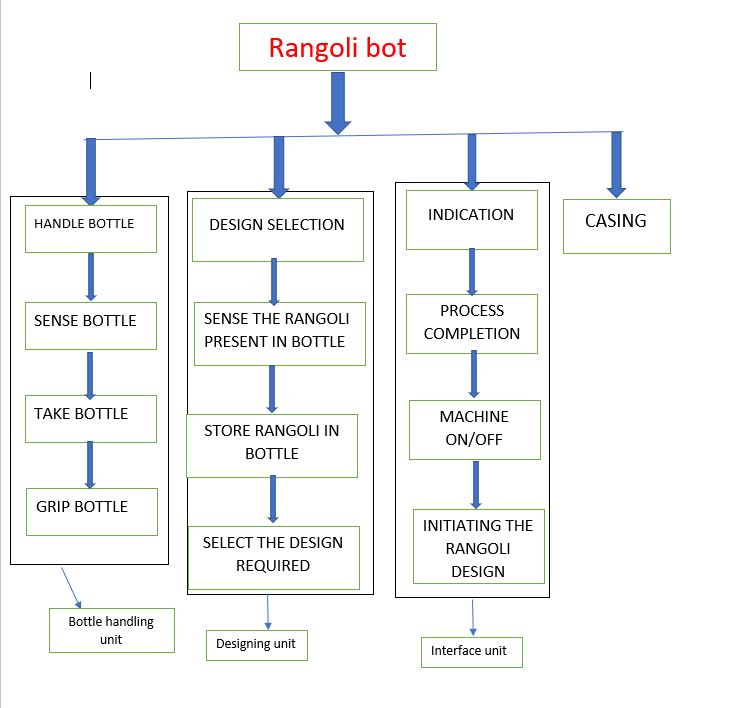 Rangoli bot
HANDLE BOTTLE
SENSE BOTTLE
TAKE BOTTLE
GRIP BOTTLE
Bottle handling
unit
DESIGN SELECTION
SENSE THE RANGOLI
PRESENT IN BOTTLE
STORE RANGOLI IN
BOTTLE
SELECT THE DESIGN
REQUIRED
Designing unit
INDICATION
PROCESS
COMPLETION
MACHINE
ON/OFF
INITIATING THE
RANGOLI
DESIGN
Interface unit
CASING